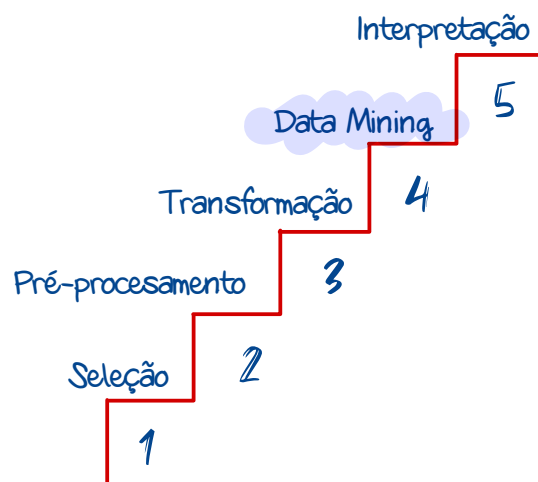 Interpretação
5
Data Mining
4
Transformação
3
Pré-procesamento
2
Seleção
1